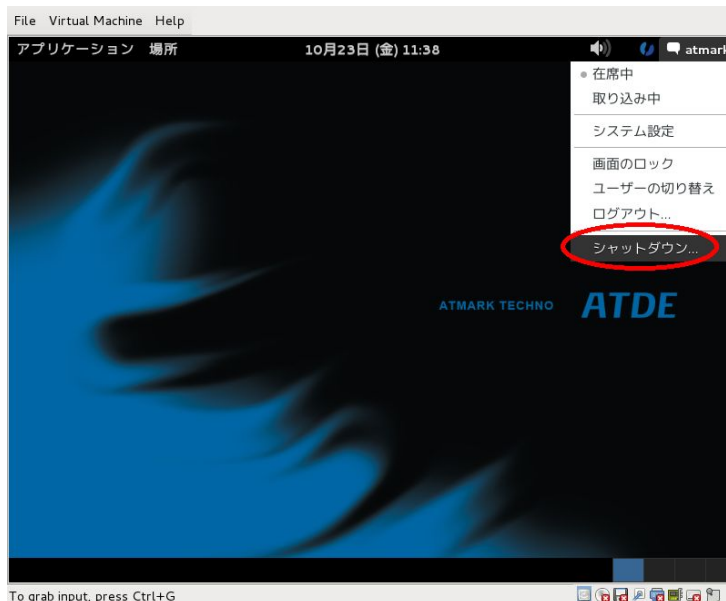 File Virtual Machine Help
アプリケーション 場所 10月23日 (金) 11:38 atmark
在席中
取り込み中
システム設定
画面のロック
ユーザーの切り替え
ログアウト...
シャットダウン...
ATMARK TECHNO ATDE
To grab input, press Ctrl+G